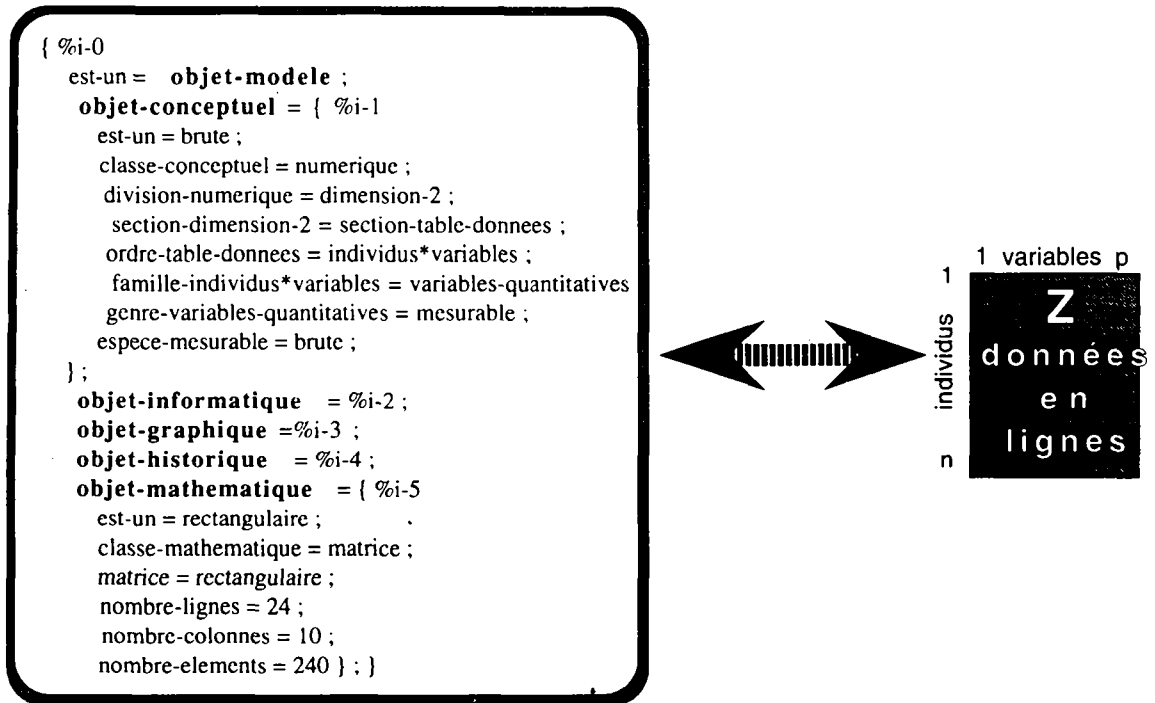 { %i-0
est-un = objet-modele ;
objet-conceptuel = { %i-1
est-un = brute ;
classe-conceptuel = numerique ;
division-numerique = dimension-2 ;
section-dimension-2 = section-table-donnees ;
ordre-table-donnees = individus*variables ;
famille-individus*variables = variables-quantitatives
genre-variables-quantitatives = mesurable ;
espece-mesurable = brute ;
} ;
objet-informatique = %i-2 ;
objet-graphique =%i-3 ;
objet-historique = %i-4 ;
objet-mathematique = { %i-5
est-un = rectangulaire ;
classe-mathematique = matrice ;
matrice = rectangulaire ;
nombre-lignes = 24 ;
nombre-colonnes = 10 ;
nombre-elements = 240 } ; }
1 variables p
1
individus
n
Z
données
en
lignes